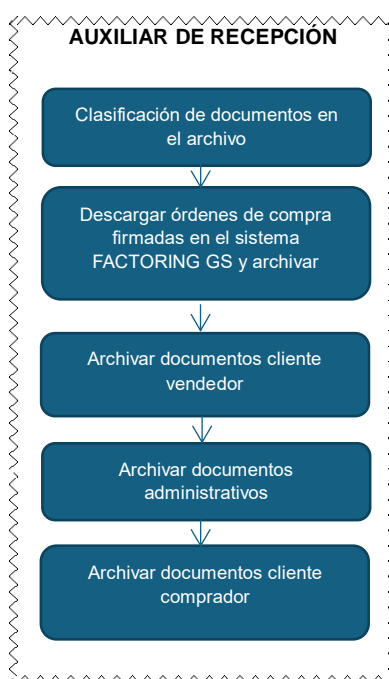 AUXILIAR DE RECEPCIÓN
Clasificación de documentos en
el archivo
Descargar órdenes de compra
firmadas en el sistema
FACTORING GS y archivar
Archivar documentos cliente
vendedor
Archivar documentos
administrativos
Archivar documentos cliente
comprador